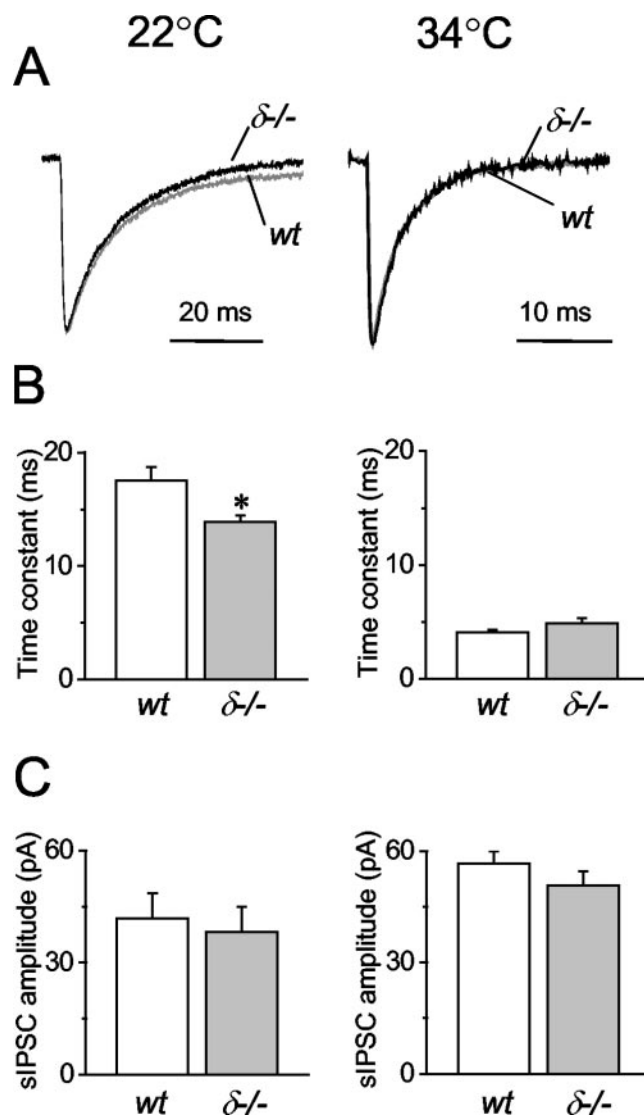 22°C 34°C
A
δ-/- δ-/-
wt wt
20 ms 10 ms
B
Time constant (ms) 20 10 0 * wt δ-/-
Time constant (ms) 20 10 0 wt δ-/-
C
sIPSC amplitude (pA) 60 30 0 wt δ-/-
sIPSC amplitude (pA) 60 30 0 wt δ-/-